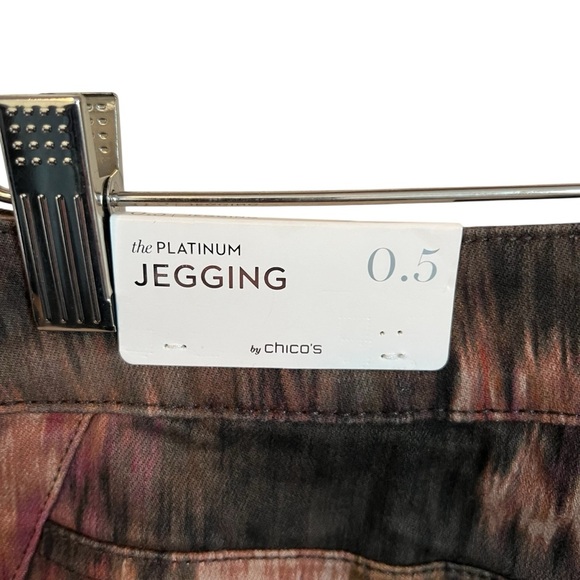 the PLATINUM
JEGGING
0.5
by chico's